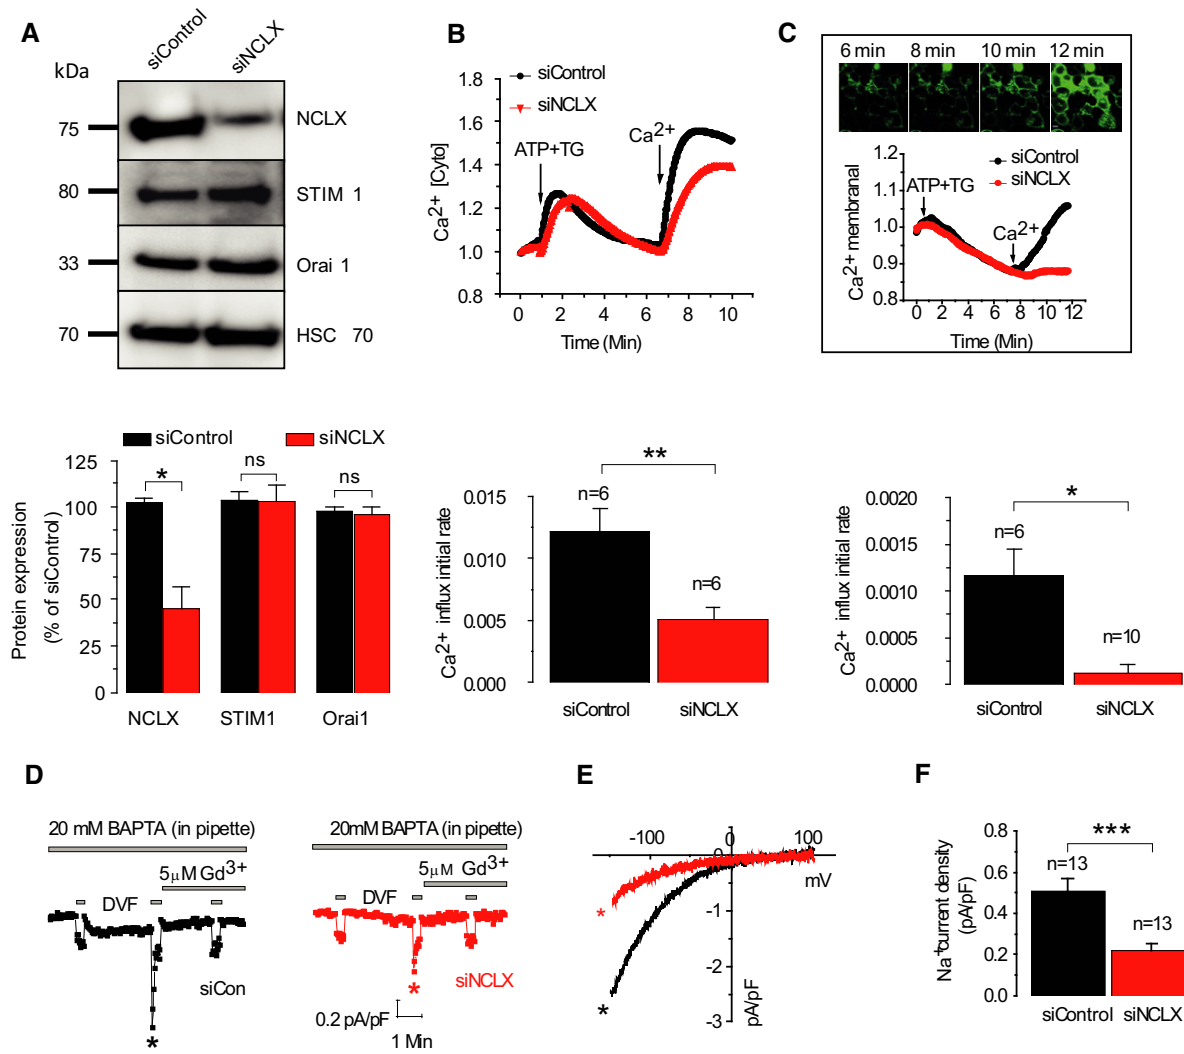 A
siControl
siNCLX
kDa
75
80
33
70
NCLX
STIM 1
Orai 1
HSC 70
siControl
siNCLX
Protein expression
(% of siControl)
125
100
75
50
25
0
*
ns
ns
NCLX
STIM1
Orai1
B
siControl
siNCLX
ATP+TG
Ca2+
Ca2+ [Cyto]
1.8
1.6
1.4
1.2
1.0
0.8
0
2
4
6
8
10
Time (Min)
**
n=6
n=6
Ca2+ influx initial rate
0.015
0.010
0.005
0.000
siControl
siNCLX
C
6 min
8 min
10 min
12 min
siControl
siNCLX
ATP+TG
Ca2+
Ca2+ membranal
1.2
1.1
1.0
0.9
0.8
0
2
4
6
8
10
12
Time (Min)
*
n=6
n=10
Ca2+ influx initial rate
0.0020
0.0015
0.0010
0.0005
0.0000
siControl
siNCLX
D
20 mM BAPTA (in pipette)
5µM Gd3+
DVF
siCon
*
20mM BAPTA (in pipette)
5µM Gd3+
DVF
siNCLX
*
0.2 pA/pF
1 Min
E
-100
0
100
mV
0
-1
-2
-3
pA/pF
*
*
F
***
n=13
n=13
Na+current density
(pA/pF)
0.8
0.6
0.4
0.2
0.0
siControl
siNCLX